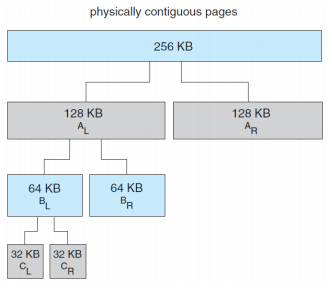 physically contiguous pages
256 KB
128 KB
A_L
128 KB
A_R
64 KB
B_L
64 KB
B_R
32 KB
C_L
32 KB
C_R